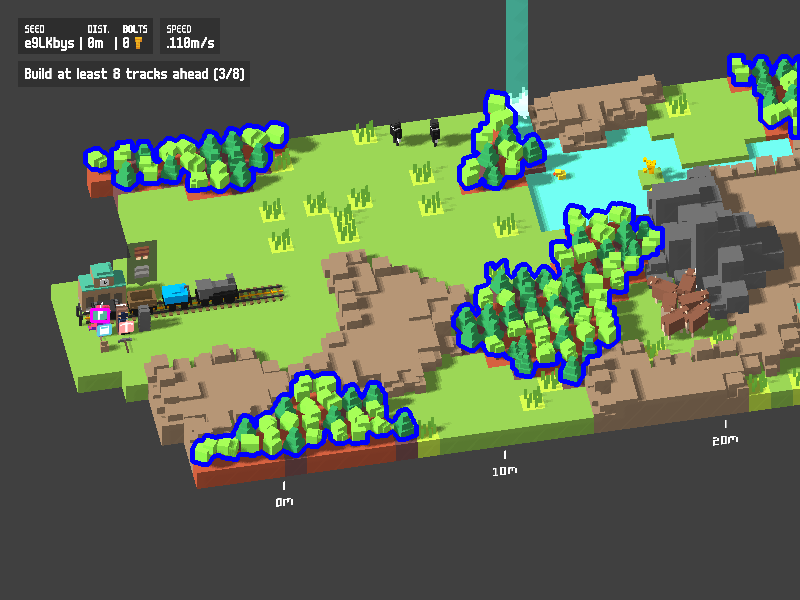 SEED DIST. BOLTS SPEED
e9LKbys 0m 0 .110m/s
Build at least 8 tracks ahead (3/8)
0m
10m
20m